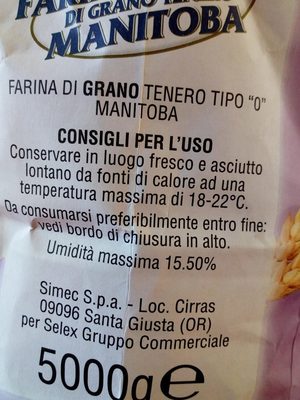 DI GRANO
MANITOBA
FARINA DI GRANO TENERO TIPO "0"
MANITOBA
CONSIGLI PER L'USO
Conservare in luogo fresco e asciutto
lontano da fonti di calore ad una
temperatura massima di 18-22°C.
Da consumarsi preferibilmente entro fine:
vedi bordo di chiusura in alto.
Umidità massima 15.50%
Simec S.p.a. - Loc. Cirras
09096 Santa Giusta (OR)
per Selex Gruppo Commerciale
5000g e